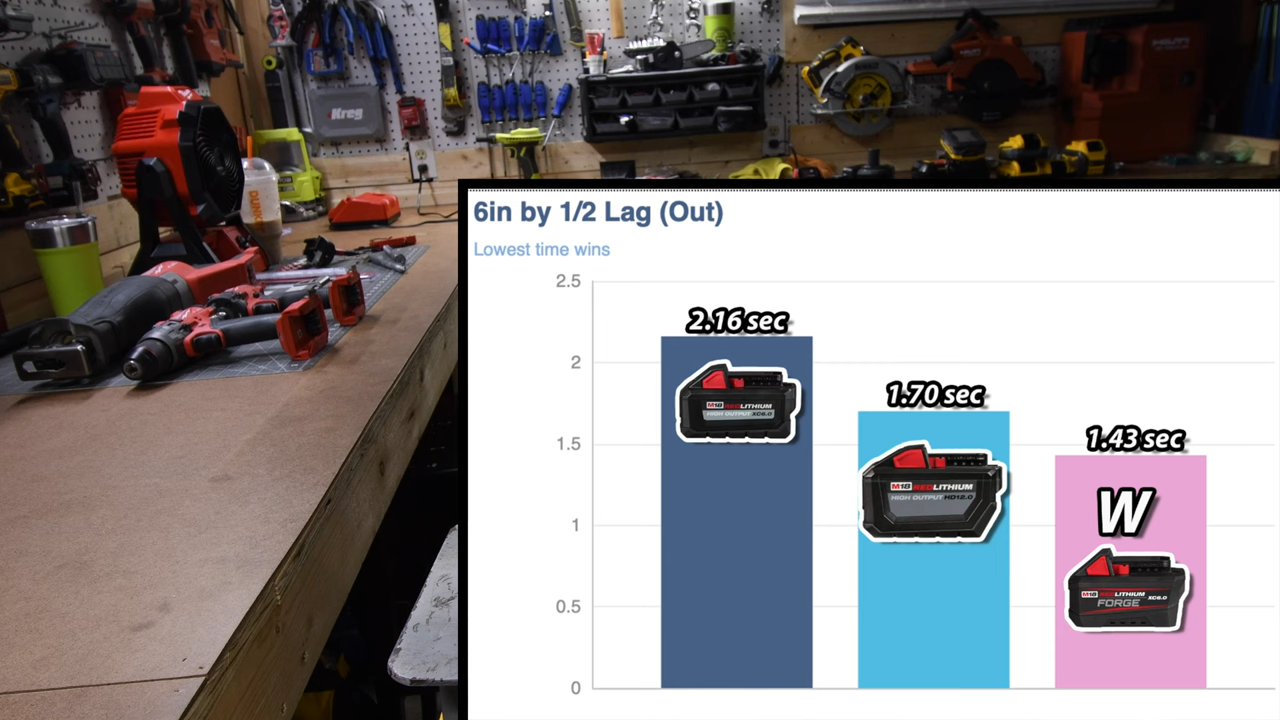 Kreg
HILTI
6in by 1/2 Lag (Out)
Lowest time wins
2.5
2
1.5
1
0.5
0
2.16 sec
1.70 sec
1.43 sec
W
M18 REDLITHIUM
HIGH OUTPUT XC6.0
M18 REDLITHIUM
HIGH OUTPUT HD12.0
M18 REDLITHIUM
FORGE XC6.0